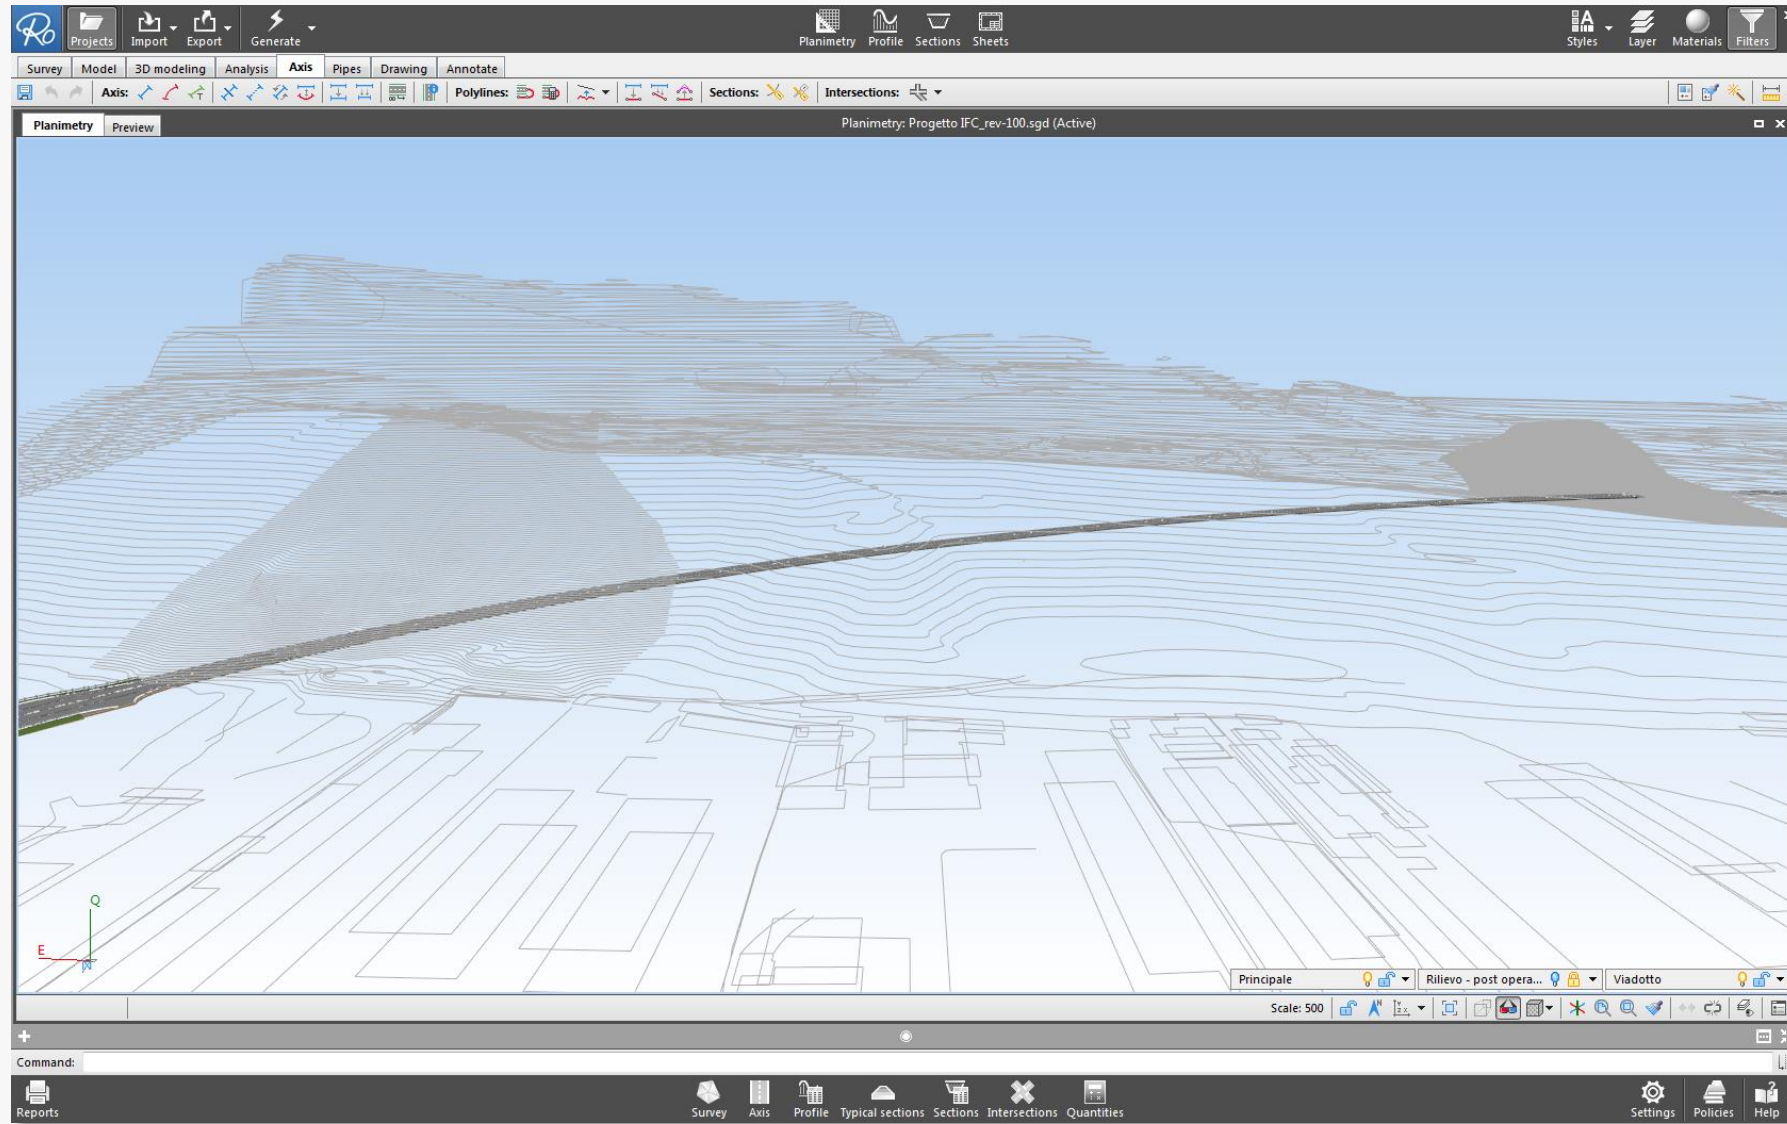 Ro Projects Import Export Generate Planimetry Profile Sections Sheets Styles Layer Materials Filters
Survey Model 3D modeling Analysis Axis Pipes Drawing Annotate
Axis: Polylines: Sections: Intersections:
Planimetry Preview Planimetry: Progetto IFC_rev-100.sgd (Active)
Q
E
N
Principale Rilievo - post opera... Viadotto
Scale: 500
Command:
Reports Survey Axis Profile Typical sections Sections Intersections Quantities Settings Policies Help